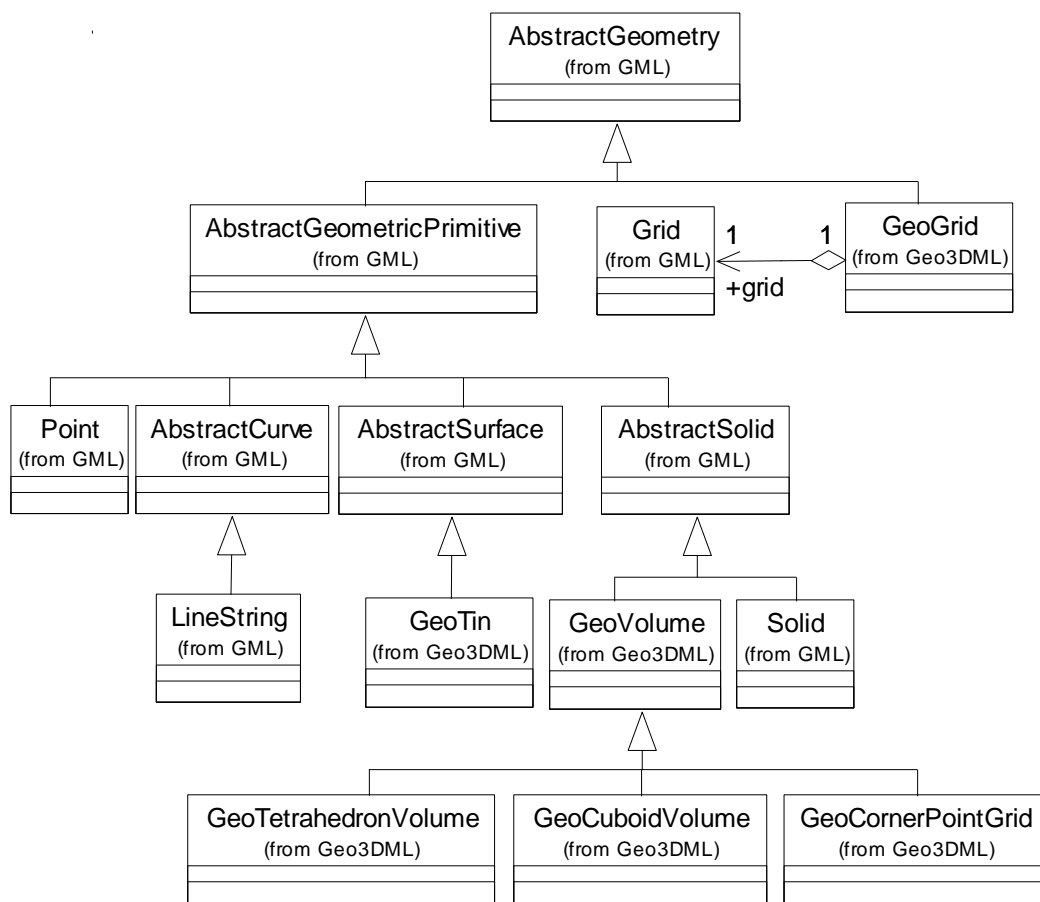 AbstractGeometry
(from GML)
AbstractGeometricPrimitive
(from GML)
Grid
(from GML)
1
+grid
1
GeoGrid
(from Geo3DML)
Point
(from GML)
AbstractCurve
(from GML)
AbstractSurface
(from GML)
AbstractSolid
(from GML)
LineString
(from GML)
GeoTin
(from Geo3DML)
GeoVolume
(from Geo3DML)
Solid
(from GML)
GeoTetrahedronVolume
(from Geo3DML)
GeoCuboidVolume
(from Geo3DML)
GeoCornerPointGrid
(from Geo3DML)